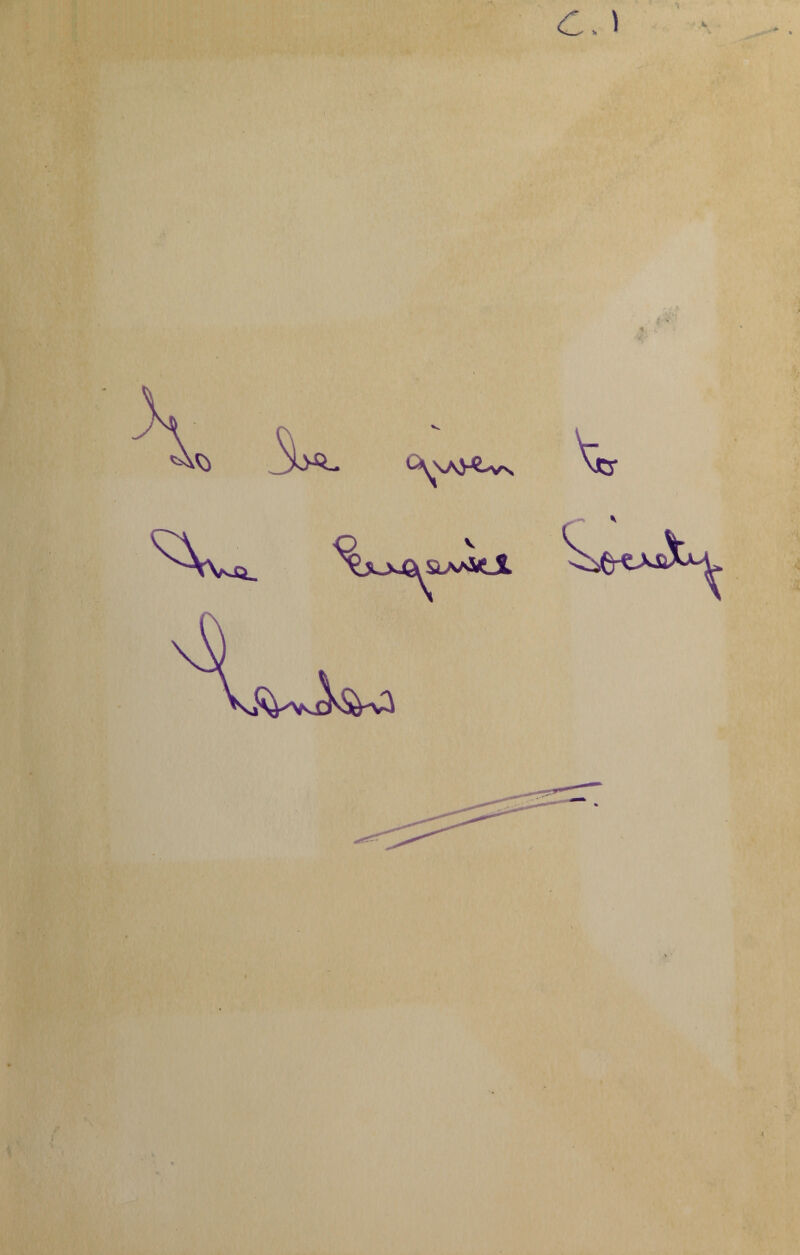 C.1
To be given to
the Eugenics Society
London